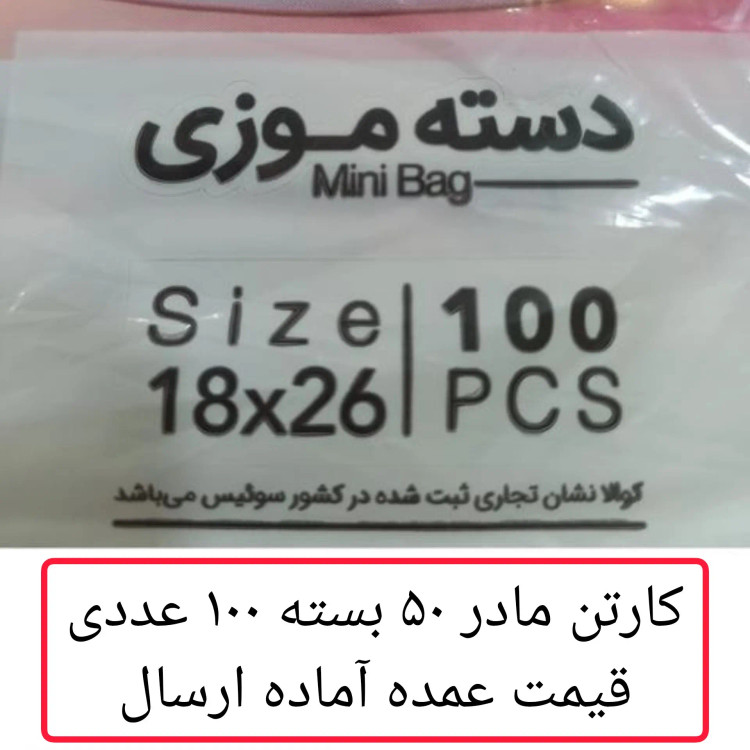 دسته موزی
Mini Bag
Size
18x26
100
PCS
کوالا نشان تجاری ثبت شده در کشور سوئیس می‌باشد
کارتن مادر ۵۰ بسته ۱۰۰ عددی
قیمت عمده آماده ارسال